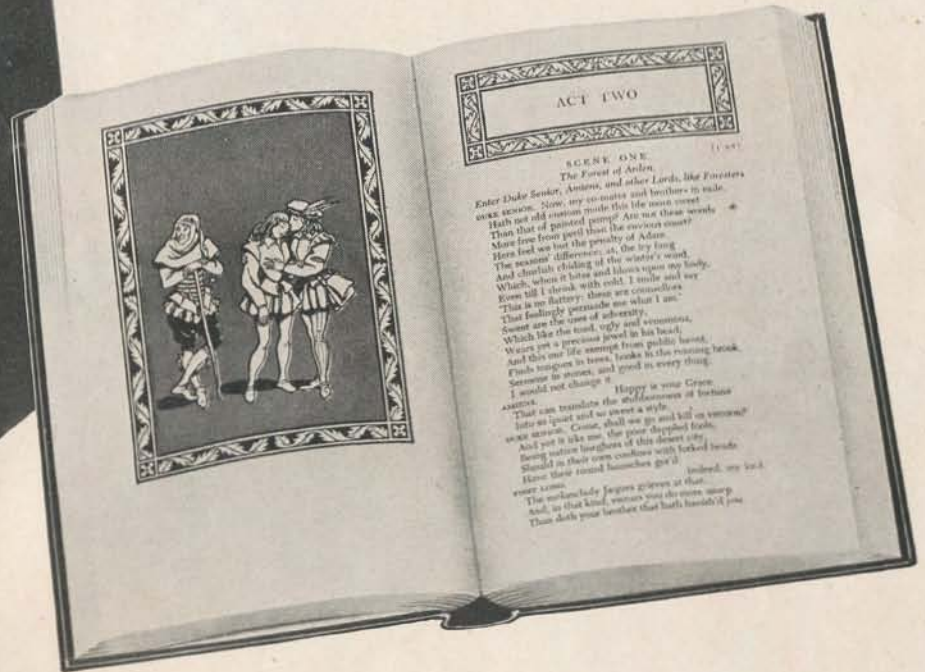 ACT TWO
[1-25]
SCENE ONE
The Forest of Arden.
Enter Duke Senior, Amiens, and other Lords, like Foresters
DUKE SENIOR. Now, my co-mates and brothers in exile,
Hath not old custom made this life more sweet
Than that of painted pomp? Are not these woods
More free from peril than the envious court?
Here feel we but the penalty of Adam,
The seasons' difference; as, the icy fang
And churlish chiding of the winter's wind,
Which, when it bites and blows upon my body,
Even till I shrink with cold, I smile and say
'This is no flattery: these are counsellors
That feelingly persuade me what I am.'
Sweet are the uses of adversity,
Which like the toad, ugly and venomous,
Wears yet a precious jewel in his head;
And this our life exempt from public haunt,
Finds tongues in trees, books in the running brook,
Sermons in stones, and good in every thing.
I would not change it.
AMIENS. Happy is your Grace,
That can translate the stubbornness of fortune
Into so quiet and so sweet a style.
DUKE SENIOR. Come, shall we go and kill us venison?
And yet it irks me, the poor dappled fools,
Being native burghers of this desert city,
Should in their own confines with forked heads
Have their round haunches gor'd.
FIRST LORD. Indeed, my lord,
The melancholy Jaques grieves at that;
And, in that kind, swears you do more usurp
Than doth your brother that hath banish'd you.